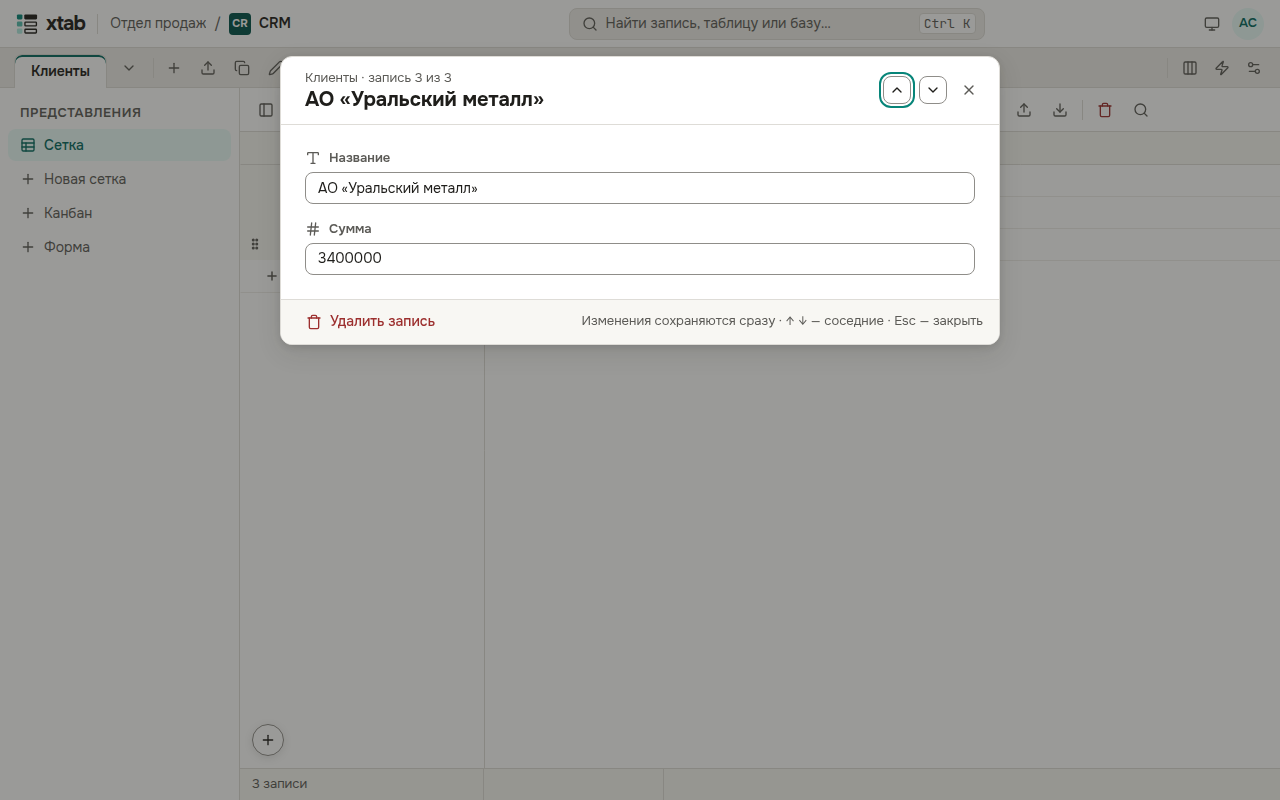 xtab
Отдел продаж / CR CRM
Найти запись, таблицу или базу... Ctrl K
АС
Клиенты
ПРЕДСТАВЛЕНИЯ
Сетка
Новая сетка
Канбан
Форма
Клиенты · запись 3 из 3
АО «Уральский металл»
Название
АО «Уральский металл»
Сумма
3400000
Удалить запись
Изменения сохраняются сразу · ↑ ↓ — соседние · Esc — закрыть
3 записи